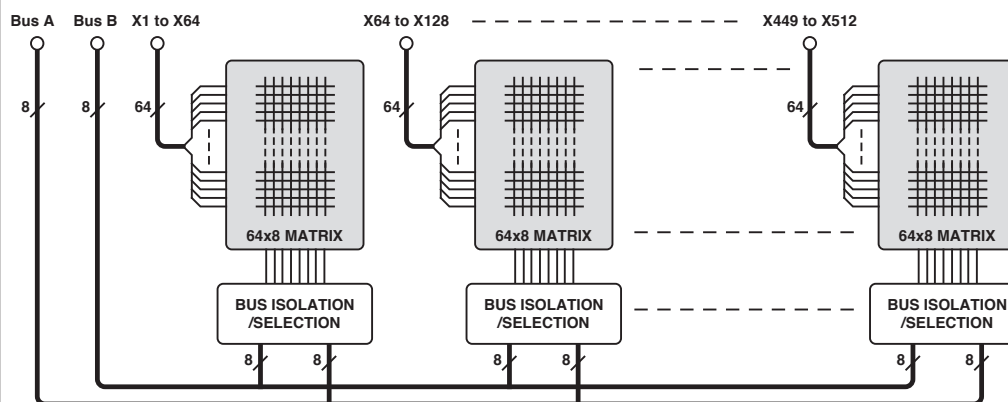 Bus A Bus B X1 to X64 X64 to X128 X449 to X512
8 8 64 64 64
64x8 MATRIX 64x8 MATRIX 64x8 MATRIX
BUS ISOLATION
/SELECTION
BUS ISOLATION
/SELECTION
BUS ISOLATION
/SELECTION
8 8 8 8 8 8